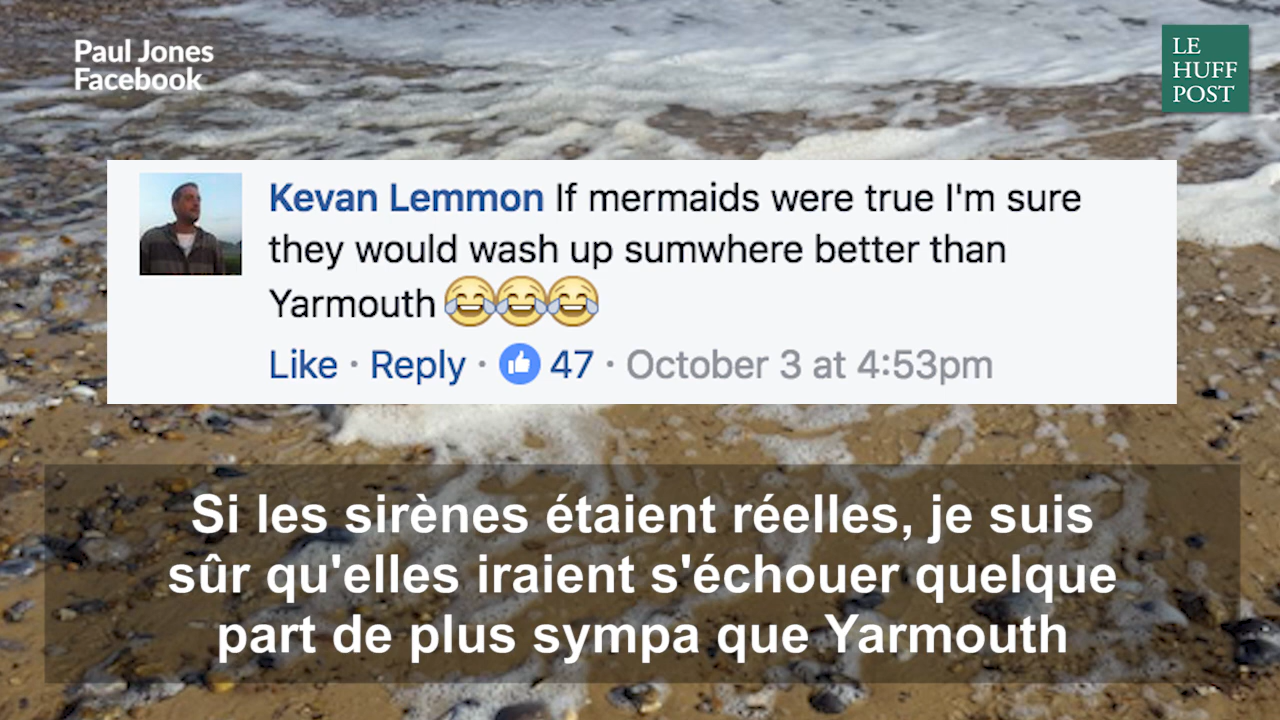 Paul Jones
Facebook
LE
HUFF
POST
Kevan Lemmon If mermaids were true I'm sure
they would wash up sumwhere better than
Yarmouth 😂😂😂
Like · Reply · 47 · October 3 at 4:53pm
Si les sirènes étaient réelles, je suis
sûr qu'elles iraient s'échouer quelque
part de plus sympa que Yarmouth